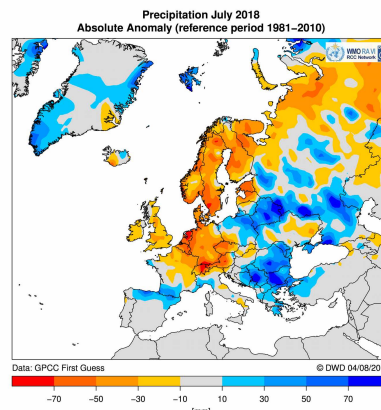 Precipitation July 2018
Absolute Anomaly (reference period 1981–2010)
WMO RA VI
RCC Network
Data: GPCC First Guess
© DWD 04/08/20
−70 −50 −30 −10 10 30 50 70